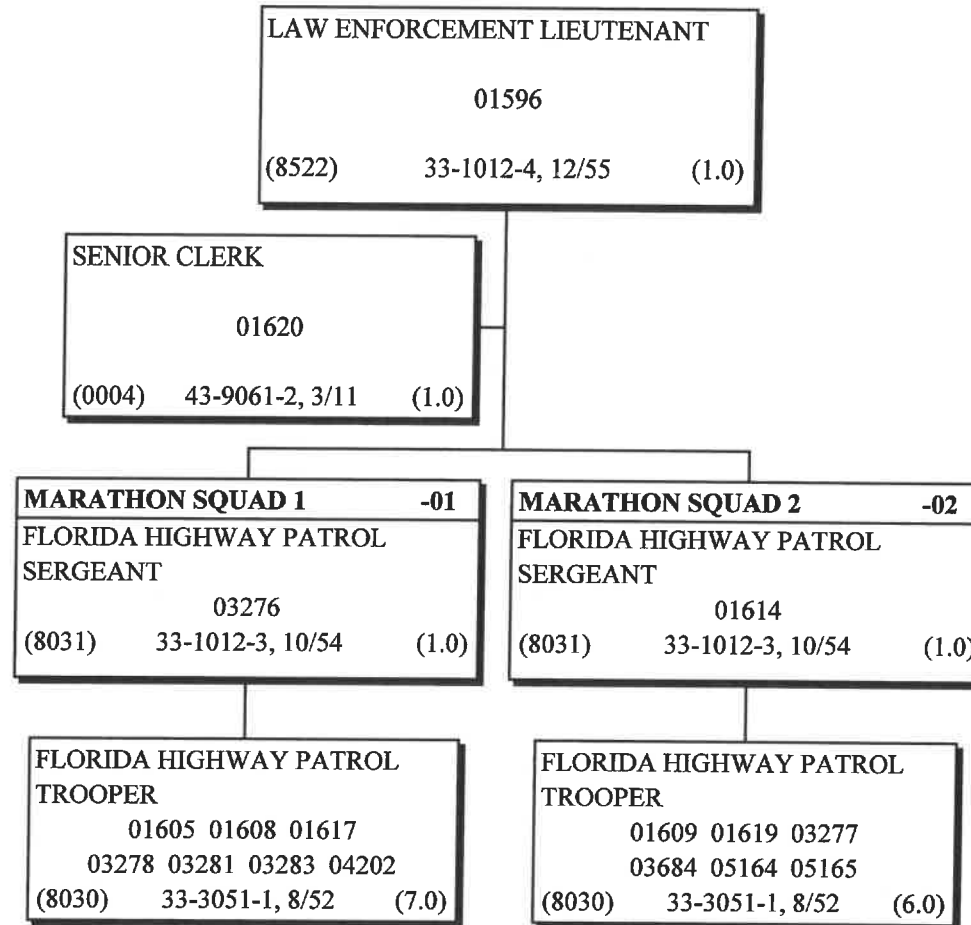 LAW ENFORCEMENT LIEUTENANT
01596
(8522) 33-1012-4, 12/55 (1.0)
SENIOR CLERK
01620
(0004) 43-9061-2, 3/11 (1.0)
MARATHON SQUAD 1 -01
FLORIDA HIGHWAY PATROL
SERGEANT
03276
(8031) 33-1012-3, 10/54 (1.0)
FLORIDA HIGHWAY PATROL
TROOPER
01605 01608 01617
03278 03281 03283 04202
(8030) 33-3051-1, 8/52 (7.0)
MARATHON SQUAD 2 -02
FLORIDA HIGHWAY PATROL
SERGEANT
01614
(8031) 33-1012-3, 10/54 (1.0)
FLORIDA HIGHWAY PATROL
TROOPER
01609 01619 03277
03684 05164 05165
(8030) 33-3051-1, 8/52 (6.0)